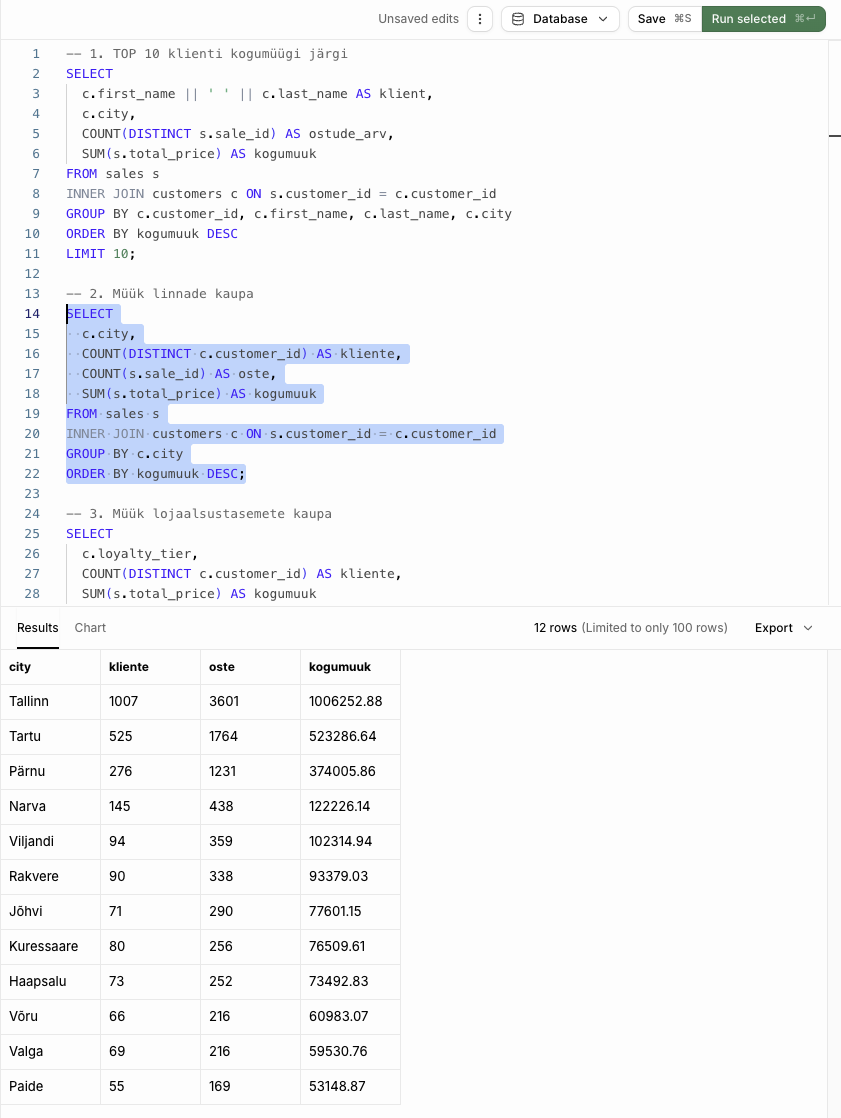 Unsaved edits
Database
Save ⌘S
Run selected ⌘↵
1 -- 1. TOP 10 klienti kogumüügi järgi
2 SELECT
3 c.first_name || ' ' || c.last_name AS klient,
4 c.city,
5 COUNT(DISTINCT s.sale_id) AS ostude_arv,
6 SUM(s.total_price) AS kogumuuk
7 FROM sales s
8 INNER JOIN customers c ON s.customer_id = c.customer_id
9 GROUP BY c.customer_id, c.first_name, c.last_name, c.city
10 ORDER BY kogumuuk DESC
11 LIMIT 10;
12
13 -- 2. Müük linnade kaupa
14 SELECT
15 c.city,
16 COUNT(DISTINCT c.customer_id) AS kliente,
17 COUNT(s.sale_id) AS oste,
18 SUM(s.total_price) AS kogumuuk
19 FROM sales s
20 INNER JOIN customers c ON s.customer_id = c.customer_id
21 GROUP BY c.city
22 ORDER BY kogumuuk DESC;
23
24 -- 3. Müük lojaalsustasemete kaupa
25 SELECT
26 c.loyalty_tier,
27 COUNT(DISTINCT c.customer_id) AS kliente,
28 SUM(s.total_price) AS kogumuuk
Results Chart 12 rows (Limited to only 100 rows) Export
city kliente oste kogumuuk
Tallinn 1007 3601 1006252.88
Tartu 525 1764 523286.64
Pärnu 276 1231 374005.86
Narva 145 438 122226.14
Viljandi 94 359 102314.94
Rakvere 90 338 93379.03
Jõhvi 71 290 77601.15
Kuressaare 80 256 76509.61
Haapsalu 73 252 73492.83
Võru 66 216 60983.07
Valga 69 216 59530.76
Paide 55 169 53148.87